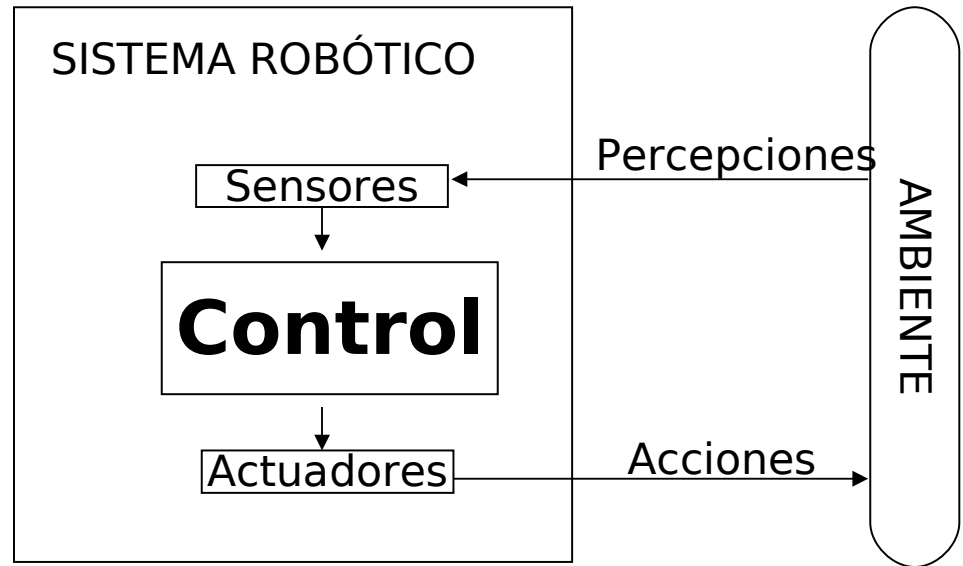 SISTEMA ROBÓTICO
Percepciones
Sensores
AMBIENTE
Control
Acciones
Actuadores